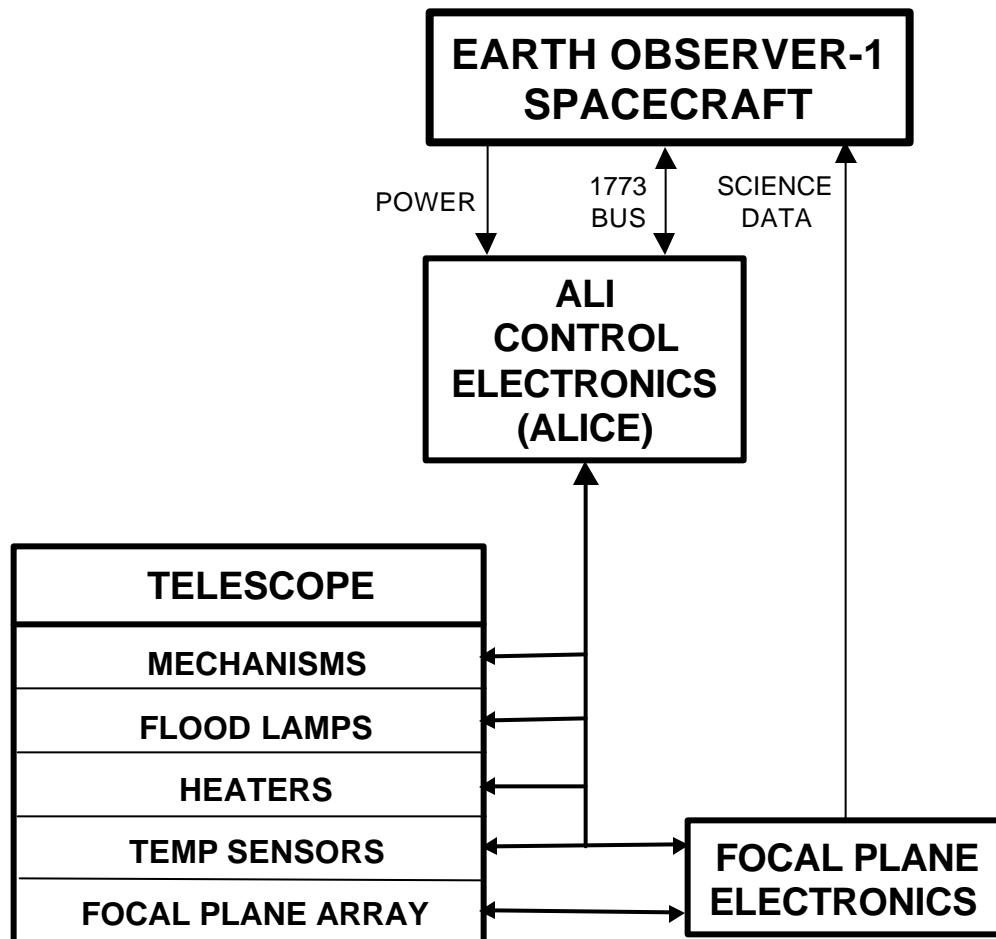 EARTH OBSERVER-1
SPACECRAFT
POWER
1773
BUS
SCIENCE
DATA
ALI
CONTROL
ELECTRONICS
(ALICE)
TELESCOPE
MECHANISMS
FLOOD LAMPS
HEATERS
TEMP SENSORS
FOCAL PLANE ARRAY
FOCAL PLANE
ELECTRONICS